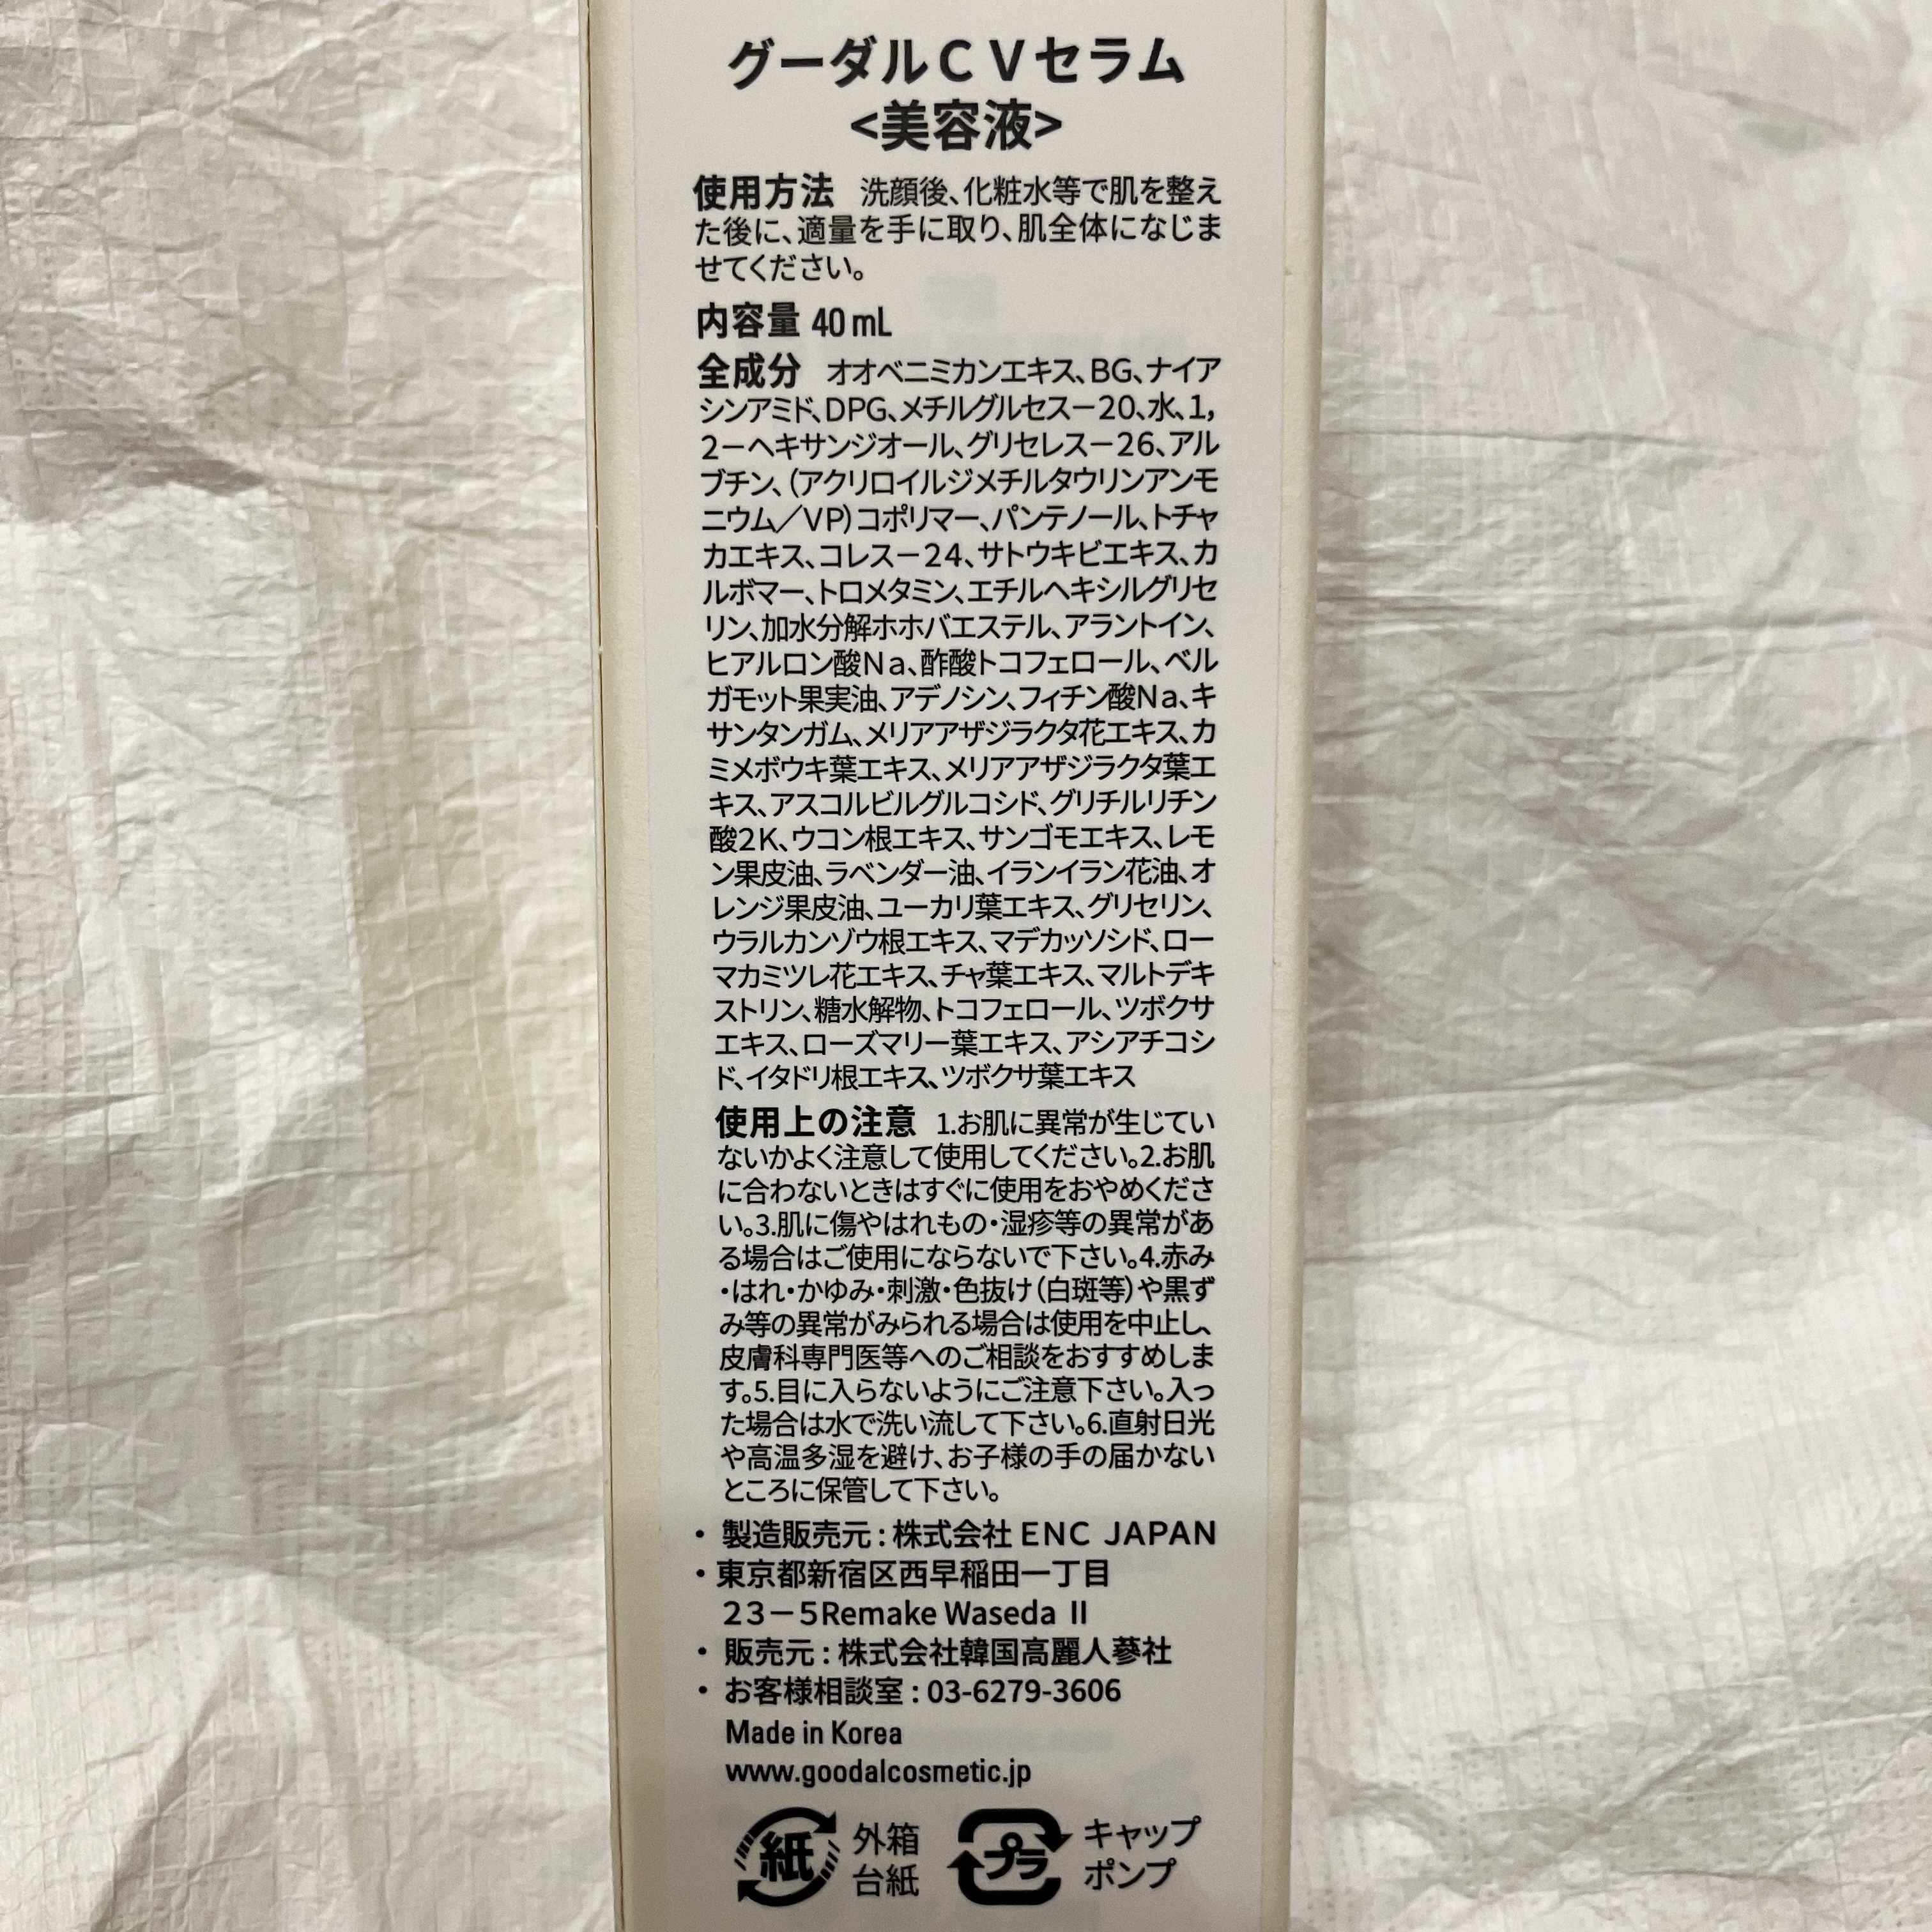 グーダルＣＶセラム
<美容液>
使用方法 洗顔後、化粧水等で肌を整え
た後に、適量を手に取り、肌全体になじま
せてください。
内容量 40 mL
全成分 オオベニミカンエキス、BG、ナイア
シンアミド、DPG、メチルグルセス－20、水、1,
2－ヘキサンジオール、グリセレス－26、アル
ブチン、（アクリロイルジメチルタウリンアンモ
ニウム／VP）コポリマー、パンテノール、トチャ
カエキス、コレス－24、サトウキビエキス、カ
ルボマー、トロメタミン、エチルヘキシルグリセ
リン、加水分解ホホバエステル、アラントイン、
ヒアルロン酸Na、酢酸トコフェロール、ベル
ガモット果実油、アデノシン、フィチン酸Na、キ
サンタンガム、メリアアザジラクタ花エキス、カ
ミメボウキ葉エキス、メリアアザジラクタ葉エ
キス、アスコルビルグルコシド、グリチルリチン
酸2K、ウコン根エキス、サンゴモエキス、レモ
ン果皮油、ラベンダー油、イランイラン花油、オ
レンジ果皮油、ユーカリ葉エキス、グリセリン、
ウラルカンゾウ根エキス、マデカッソシド、ロー
マカミツレ花エキス、チャ葉エキス、マルトデキ
ストリン、糖水解物、トコフェロール、ツボクサ
エキス、ローズマリー葉エキス、アシアチコシ
ド、イタドリ根エキス、ツボクサ葉エキス
使用上の注意 1.お肌に異常が生じてい
ないかよく注意して使用してください。2.お肌
に合わないときはすぐに使用をおやめくださ
い。3.肌に傷やはれもの・湿疹等の異常があ
る場合はご使用にならないで下さい。4.赤み
・はれ・かゆみ・刺激・色抜け（白斑等）や黒ず
み等の異常がみられる場合は使用を中止し、
皮膚科専門医等へのご相談をおすすめしま
す。5.目に入らないようにご注意下さい。入っ
た場合は水で洗い流して下さい。6.直射日光
や高温多湿を避け、お子様の手の届かない
ところに保管して下さい。
・ 製造販売元 : 株式会社 ENC JAPAN
・東京都新宿区西早稲田一丁目
２３－５Remake Waseda Ⅱ
・ 販売元 : 株式会社韓国高麗人蔘社
・ お客様相談室 : 03-6279-3606
Made in Korea
www.goodalcosmetic.jp
紙 外箱
台紙
プラ キャップ
ポンプ